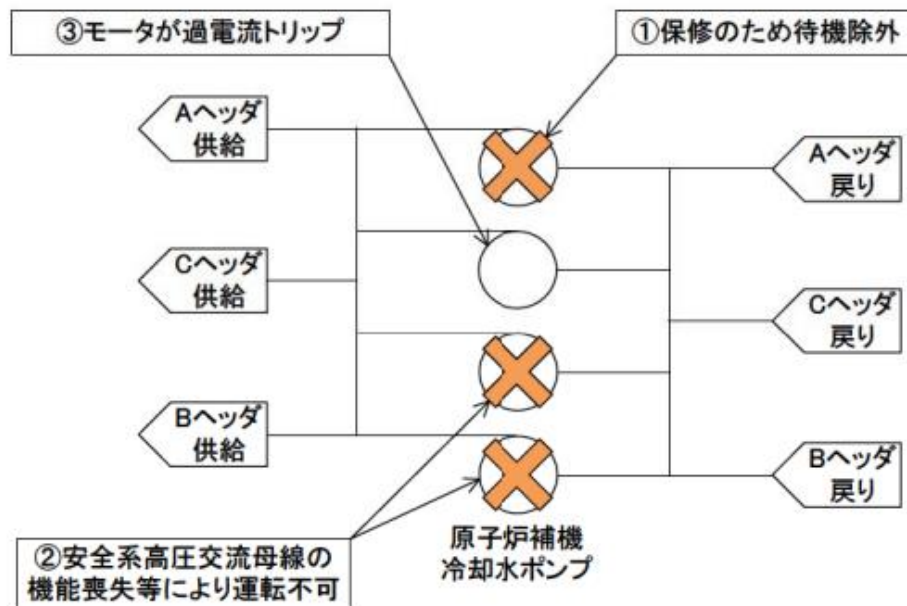 ③モータが過電流トリップ
①保修のため待機除外
Aヘッダ
供給
Aヘッダ
戻り
Cヘッダ
供給
Cヘッダ
戻り
Bヘッダ
供給
Bヘッダ
戻り
②安全系高圧交流母線の
機能喪失等により運転不可
原子炉補機
冷却水ポンプ